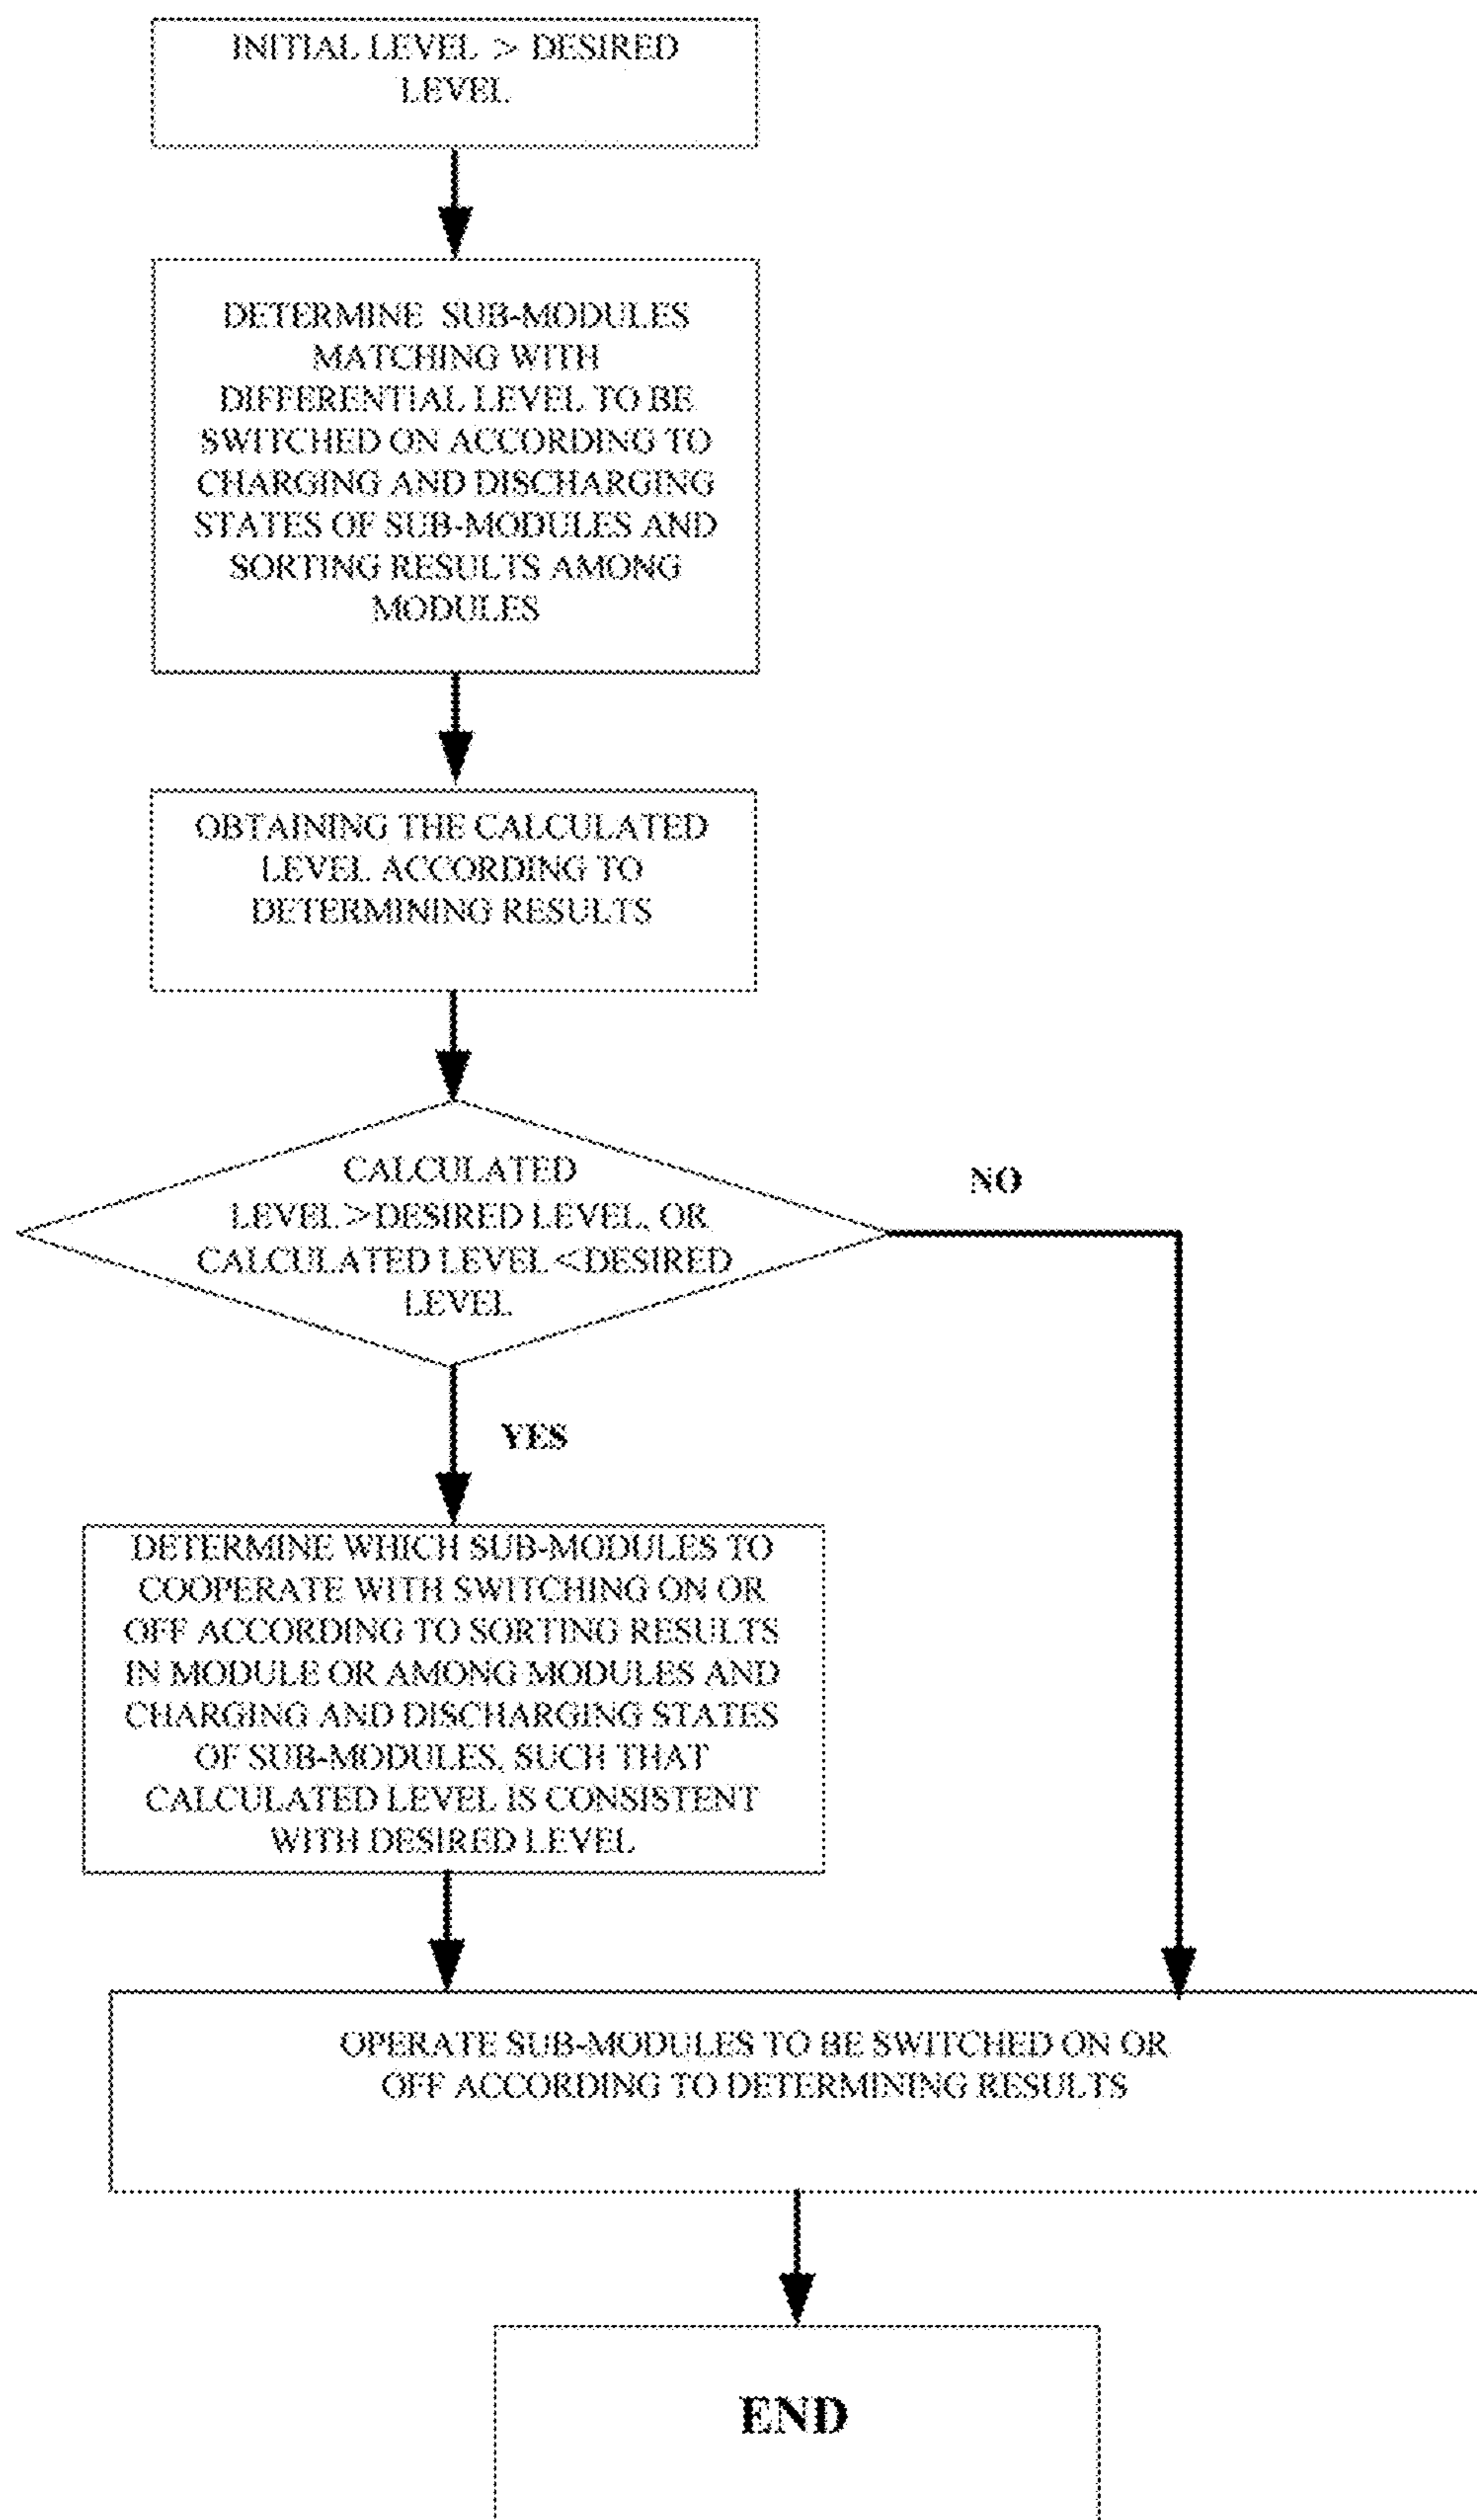 INITIAL LEVEL > DESIRED
LEVEL
DETERMINE SUB-MODULES
MATCHING WITH
DIFFERENTIAL LEVEL TO BE
SWITCHED ON ACCORDING TO
CHARGING AND DISCHARGING
STATES OF SUB-MODULES AND
SORTING RESULTS AMONG
MODULES
OBTAINING THE CALCULATED
LEVEL ACCORDING TO
DETERMINING RESULTS
CALCULATED
LEVEL>DESIRED LEVEL, OR
CALCULATED LEVEL<DESIRED
LEVEL
NO
YES
DETERMINE WHICH SUB-MODULES TO
COOPERATE WITH SWITCHING ON OR
OFF ACCORDING TO SORTING RESULTS
IN MODULE OR AMONG MODULES AND
CHARGING AND DISCHARGING STATES
OF SUB-MODULES, SUCH THAT
CALCULATED LEVEL IS CONSISTENT
WITH DESIRED LEVEL
OPERATE SUB-MODULES TO BE SWITCHED ON OR
OFF ACCORDING TO DETERMINING RESULTS
END